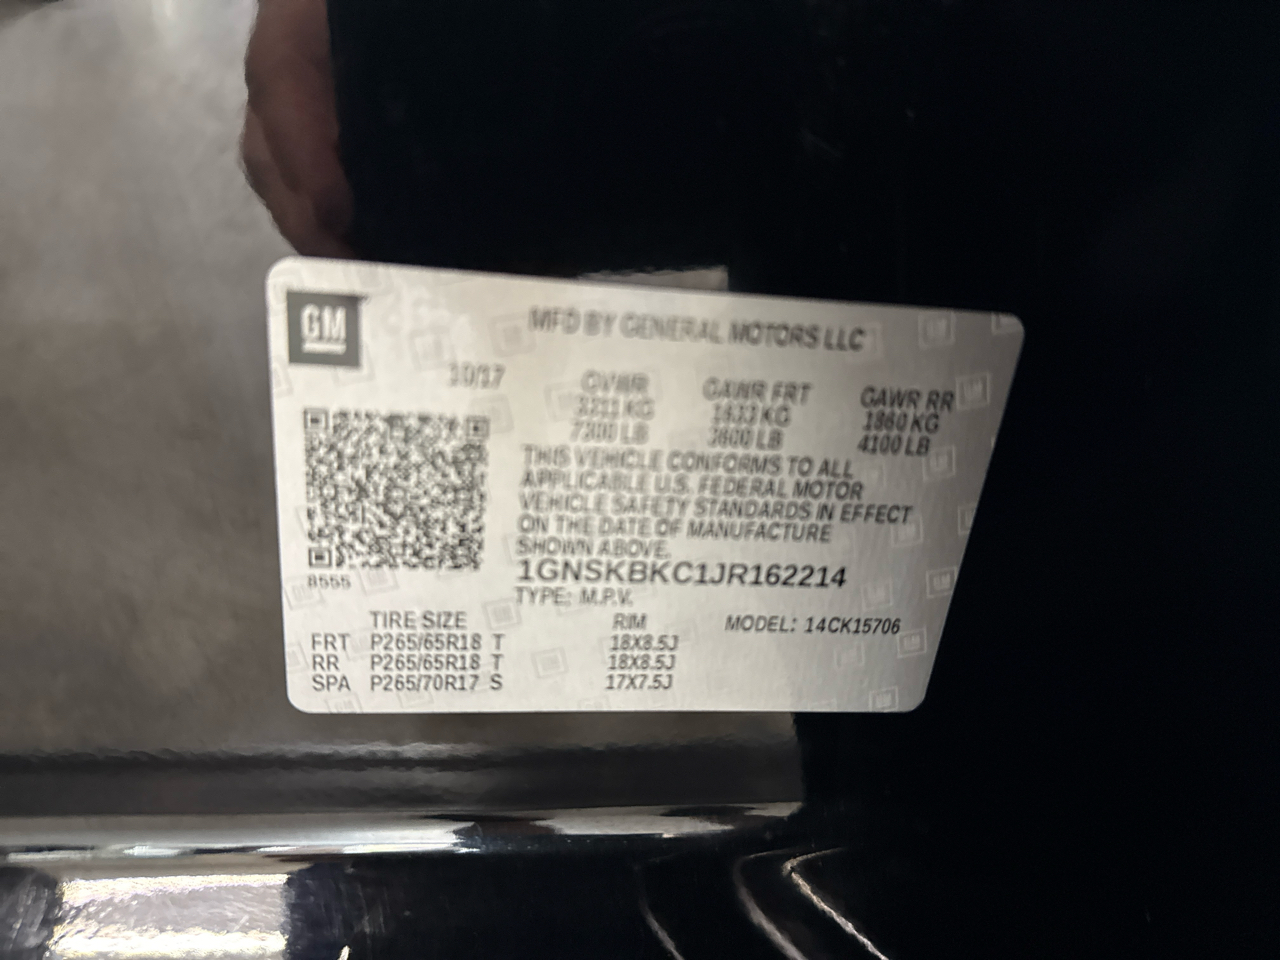 GM
MFD BY GENERAL MOTORS LLC
10/17
GVWR GAWR FRT GAWR RR
3311 KG 1633 KG 1860 KG
7300 LB 3600 LB 4100 LB
THIS VEHICLE CONFORMS TO ALL
APPLICABLE U.S. FEDERAL MOTOR
VEHICLE SAFETY STANDARDS IN EFFECT
ON THE DATE OF MANUFACTURE
SHOWN ABOVE.
8555
1GNSKBKC1JR162214
TYPE: M.P.V.
TIRE SIZE RIM MODEL: 14CK15706
FRT P265/65R18 T 18X8.5J
RR P265/65R18 T 18X8.5J
SPA P265/70R17 S 17X7.5J